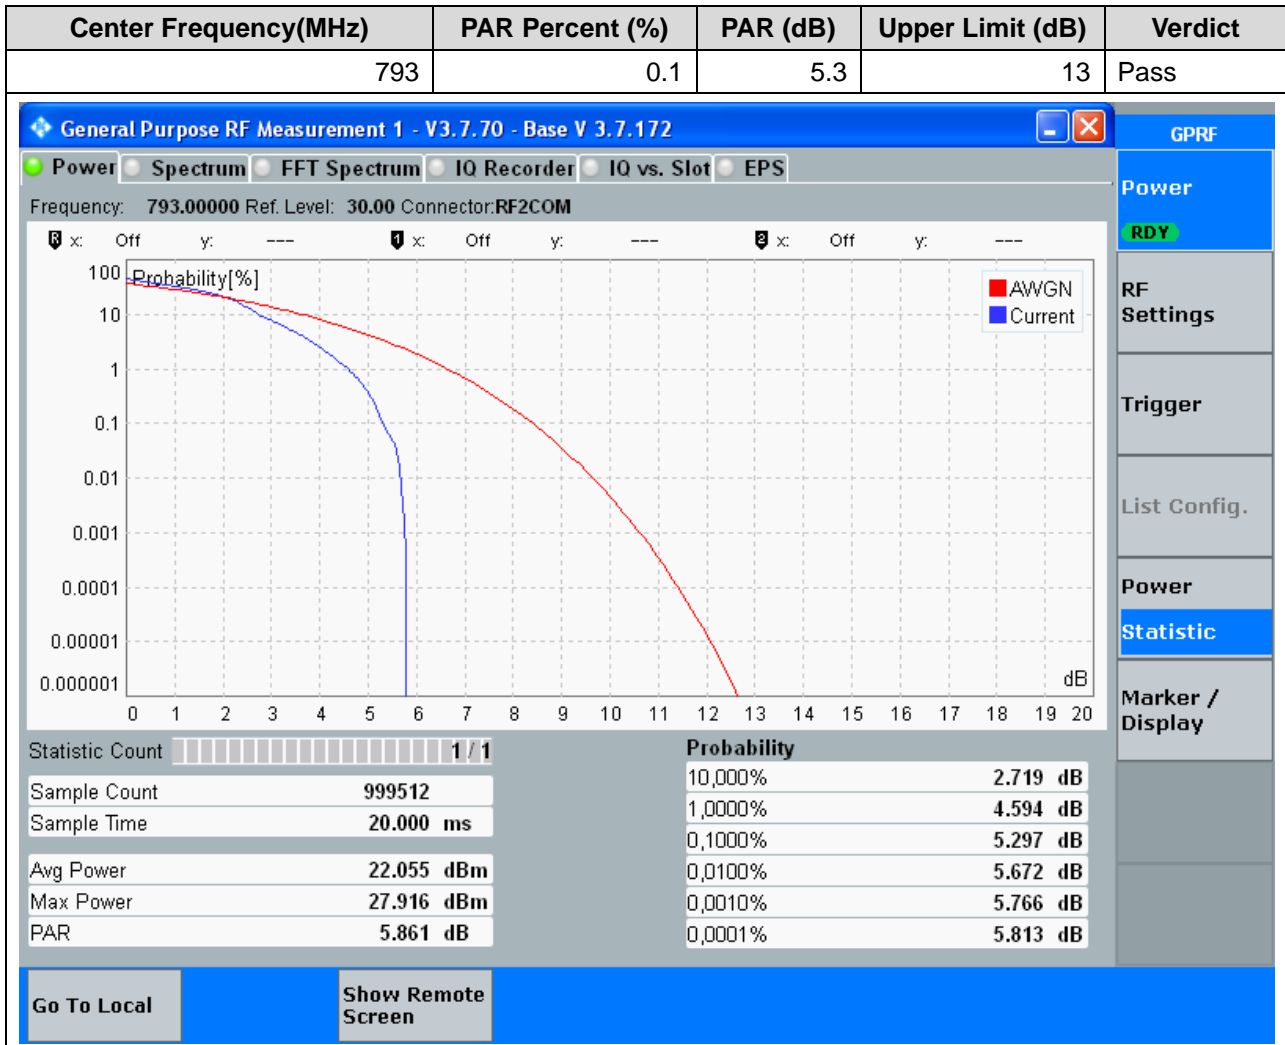 Center Frequency(MHz) PAR Percent (%) PAR (dB) Upper Limit (dB) Verdict
793 0.1 5.3 13 Pass
General Purpose RF Measurement 1 - V3.7.70 - Base V 3.7.172
GPRF
Power Spectrum FFT Spectrum IQ Recorder IQ vs. Slot EPS
Frequency: 793.00000 Ref. Level: 30.00 Connector:RF2COM
R x: Off y: --- 1 x: Off y: --- 2 x: Off y: ---
Probability[%]
AWGN
Current
100
10
1
0.1
0.01
0.001
0.0001
0.00001
0.000001
dB
0 1 2 3 4 5 6 7 8 9 10 11 12 13 14 15 16 17 18 19 20
Statistic Count 1 / 1
Sample Count 999512
Sample Time 20.000 ms
Avg Power 22.055 dBm
Max Power 27.916 dBm
PAR 5.861 dB
Probability
10,000% 2.719 dB
1,0000% 4.594 dB
0,1000% 5.297 dB
0,0100% 5.672 dB
0,0010% 5.766 dB
0,0001% 5.813 dB
Power
RDY
RF
Settings
Trigger
List Config.
Power
Statistic
Marker /
Display
Go To Local
Show Remote
Screen